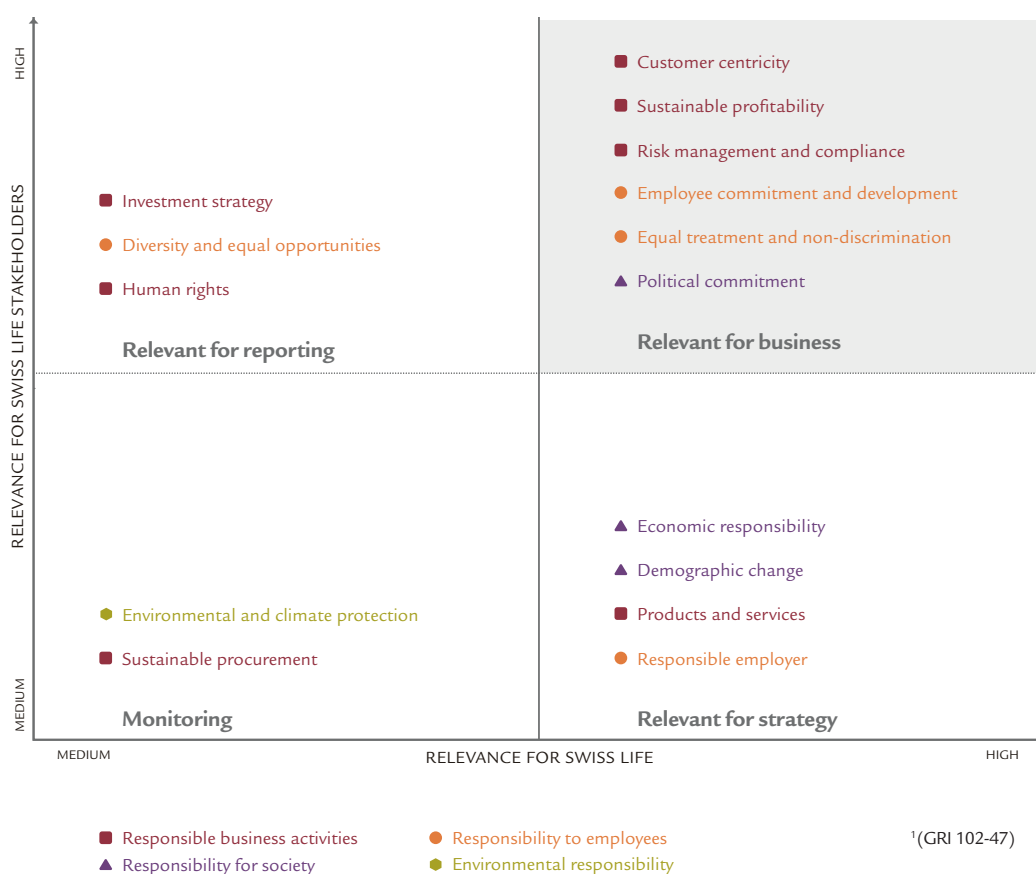 HIGH
RELEVANCE FOR SWISS LIFE STAKEHOLDERS
MEDIUM
Investment strategy
Diversity and equal opportunities
Human rights
Relevant for reporting
Customer centricity
Sustainable profitability
Risk management and compliance
Employee commitment and development
Equal treatment and non-discrimination
Political commitment
Relevant for business
Environmental and climate protection
Sustainable procurement
Monitoring
Economic responsibility
Demographic change
Products and services
Responsible employer
Relevant for strategy
MEDIUM
RELEVANCE FOR SWISS LIFE
HIGH
Responsible business activities
Responsibility for society
Responsibility to employees
Environmental responsibility
¹(GRI 102-47)